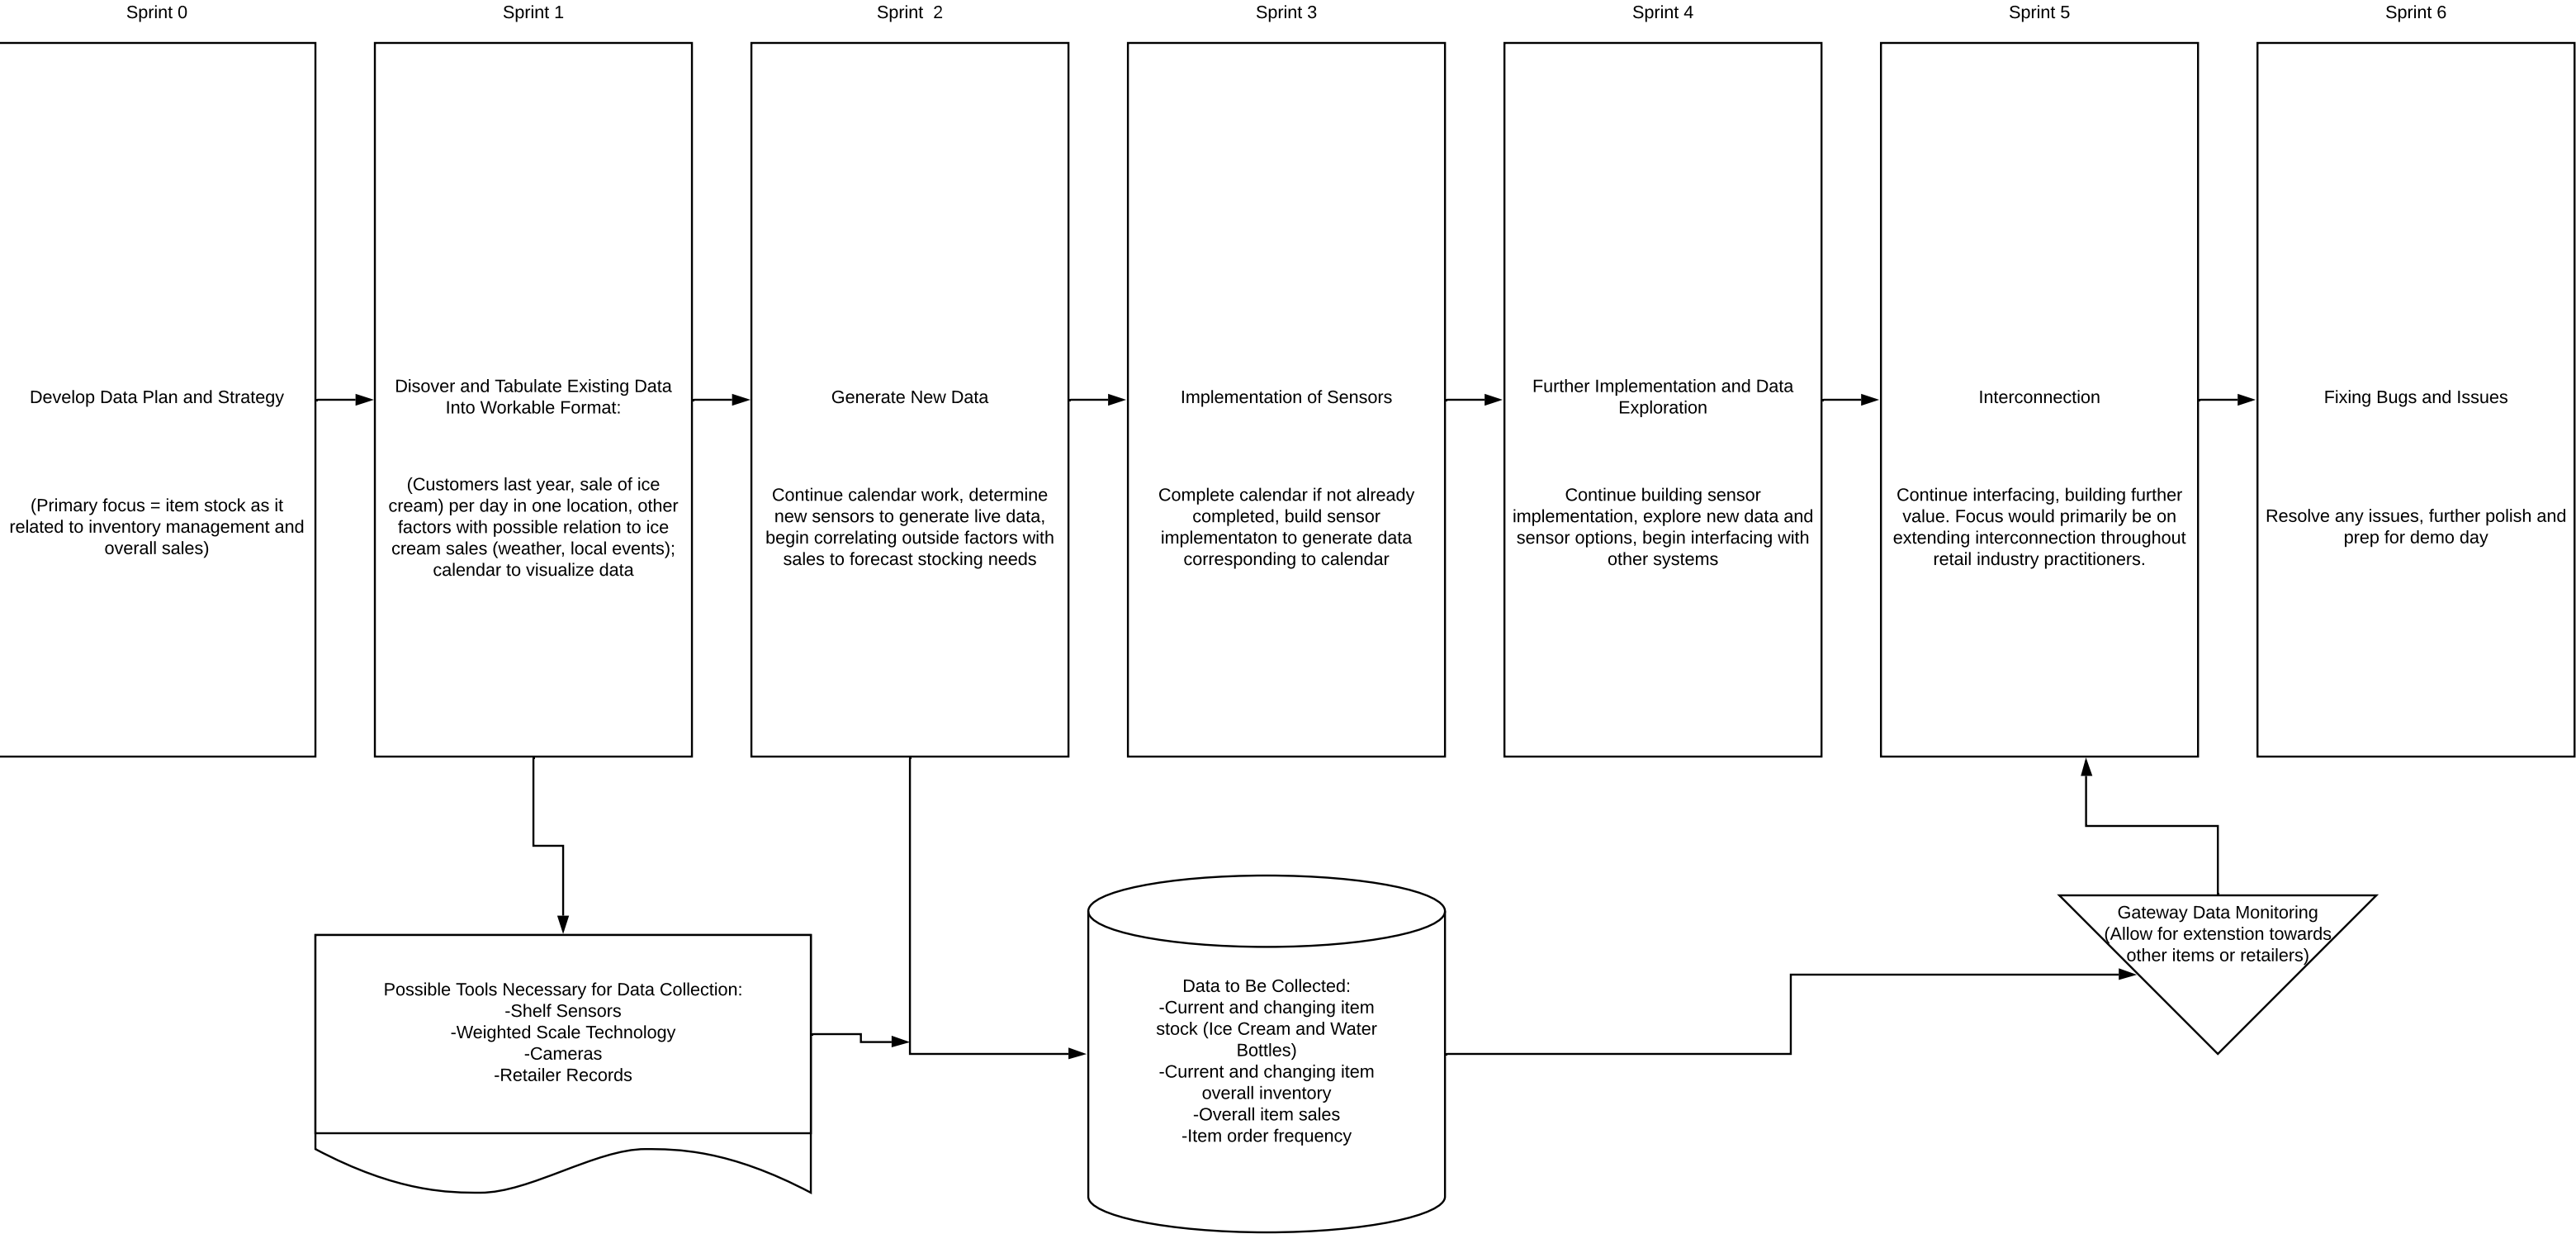 Sprint 0
Sprint 1
Sprint  2
Sprint 3
Sprint 4
Sprint 5
Sprint 6
Develop Data Plan and Strategy
(Primary focus = item stock as it
related to inventory management and
overall sales)
Disover and Tabulate Existing Data
Into Workable Format:
(Customers last year, sale of ice
cream) per day in one location, other
factors with possible relation to ice
cream sales (weather, local events);
calendar to visualize data
Generate New Data
Continue calendar work, determine
new sensors to generate live data,
begin correlating outside factors with
sales to forecast stocking needs
Implementation of Sensors
Complete calendar if not already
completed, build sensor
implementaton to generate data
corresponding to calendar
Further Implementation and Data
Exploration
Continue building sensor
implementation, explore new data and
sensor options, begin interfacing with
other systems
Interconnection
Continue interfacing, building further
value. Focus would primarily be on
extending interconnection throughout
retail industry practitioners.
Fixing Bugs and Issues
Resolve any issues, further polish and
prep for demo day
Possible Tools Necessary for Data Collection:
-Shelf Sensors
-Weighted Scale Technology
-Cameras
-Retailer Records
Data to Be Collected:
-Current and changing item
stock (Ice Cream and Water
Bottles)
-Current and changing item
overall inventory
-Overall item sales
-Item order frequency
Gateway Data Monitoring
(Allow for extenstion towards
other items or retailers)